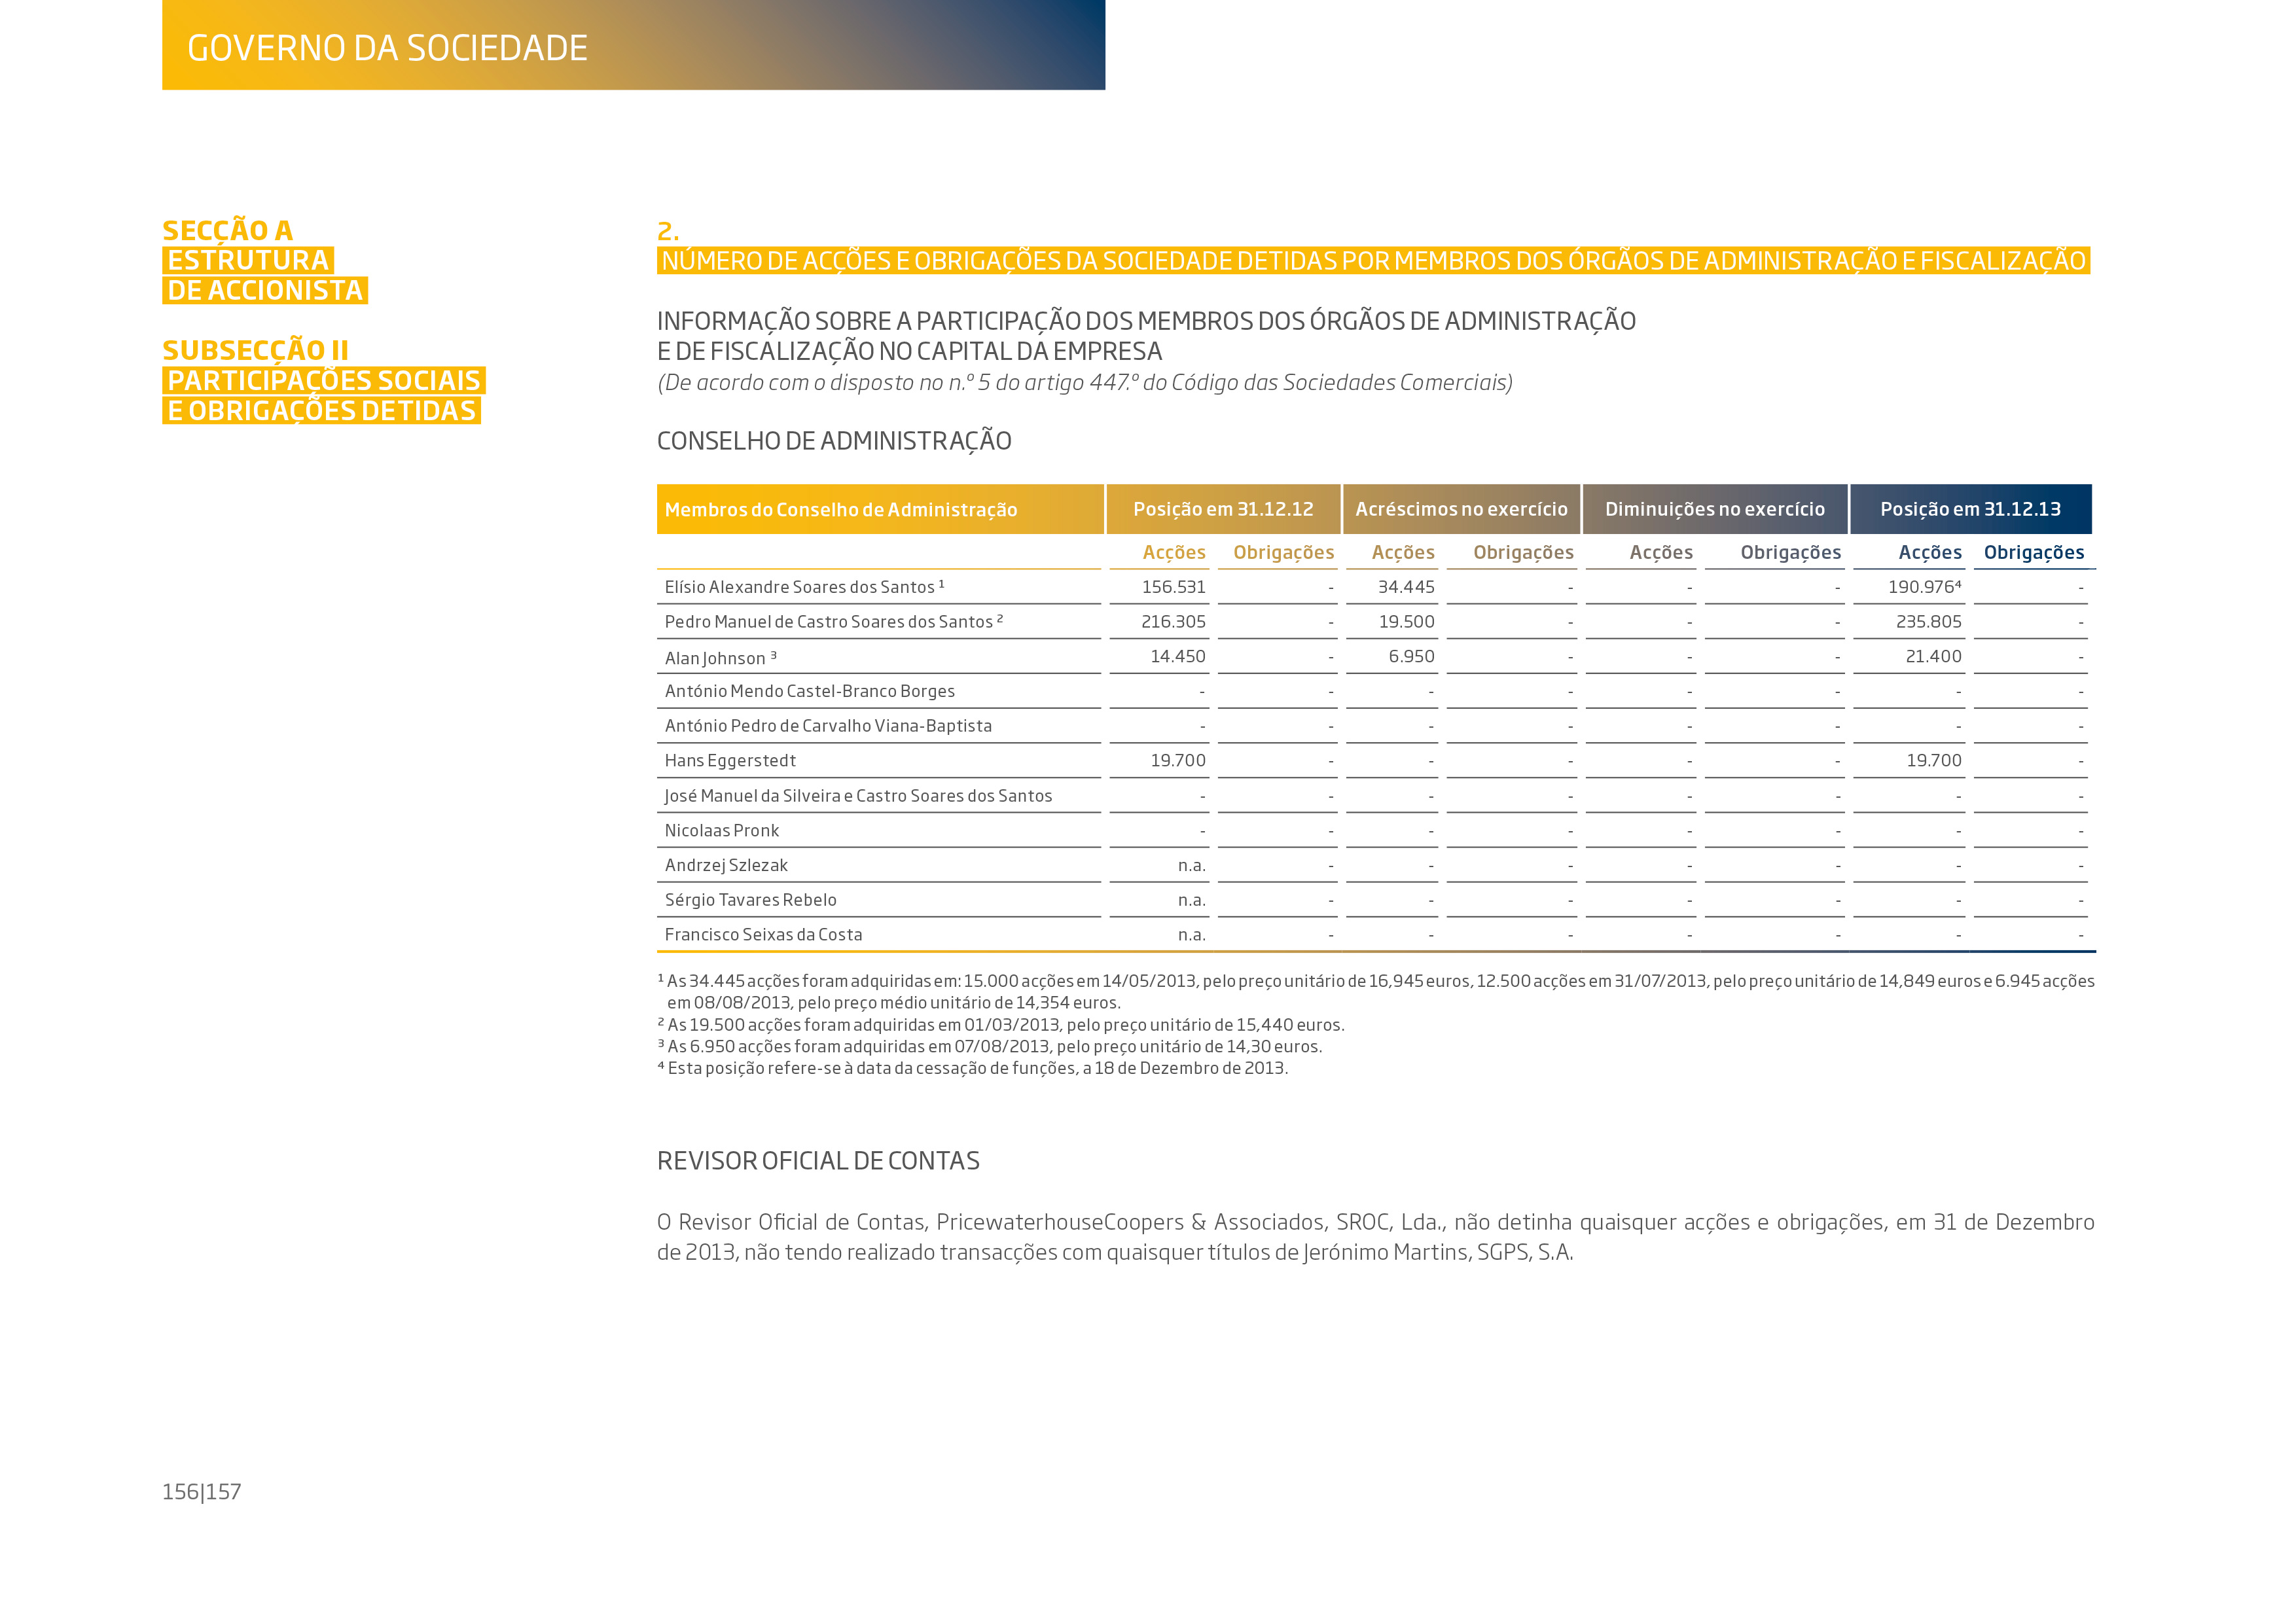 GOVERNO DA SOCIEDADE
SECÇÃO A
ESTRUTURA
DE ACCIONISTA
SUBSECÇÃO II
PARTICIPAÇÕES SOCIAIS
E OBRIGAÇÕES DETIDAS
2.
NÚMERO DE ACÇÕES E OBRIGAÇÕES DA SOCIEDADE DETIDAS POR MEMBROS DOS ÓRGÃOS DE ADMINISTRAÇÃO E FISCALIZAÇÃO
INFORMAÇÃO SOBRE A PARTICIPAÇÃO DOS MEMBROS DOS ÓRGÃOS DE ADMINISTRAÇÃO
E DE FISCALIZAÇÃO NO CAPITAL DA EMPRESA
(De acordo com o disposto no n.º 5 do artigo 447.º do Código das Sociedades Comerciais)
CONSELHO DE ADMINISTRAÇÃO
Membros do Conselho de Administração Posição em 31.12.12 Acréscimos no exercício Diminuições no exercício Posição em 31.12.13
Acções Obrigações Acções Obrigações Acções Obrigações Acções Obrigações
Elísio Alexandre Soares dos Santos ¹ 156.531 - 34.445 - - - 190.976⁴ -
Pedro Manuel de Castro Soares dos Santos ² 216.305 - 19.500 - - - 235.805 -
Alan Johnson ³ 14.450 - 6.950 - - - 21.400 -
António Mendo Castel-Branco Borges - - - - - - - -
António Pedro de Carvalho Viana-Baptista - - - - - - - -
Hans Eggerstedt 19.700 - - - - - 19.700 -
José Manuel da Silveira e Castro Soares dos Santos - - - - - - - -
Nicolaas Pronk - - - - - - - -
Andrzej Szlezak n.a. - - - - - - -
Sérgio Tavares Rebelo n.a. - - - - - - -
Francisco Seixas da Costa n.a. - - - - - - -
¹ As 34.445 acções foram adquiridas em: 15.000 acções em 14/05/2013, pelo preço unitário de 16,945 euros, 12.500 acções em 31/07/2013, pelo preço unitário de 14,849 euros e 6.945 acções
em 08/08/2013, pelo preço médio unitário de 14,354 euros.
² As 19.500 acções foram adquiridas em 01/03/2013, pelo preço unitário de 15,440 euros.
³ As 6.950 acções foram adquiridas em 07/08/2013, pelo preço unitário de 14,30 euros.
⁴ Esta posição refere-se à data da cessação de funções, a 18 de Dezembro de 2013.
REVISOR OFICIAL DE CONTAS
O Revisor Oficial de Contas, PricewaterhouseCoopers & Associados, SROC, Lda., não detinha quaisquer acções e obrigações, em 31 de Dezembro
de 2013, não tendo realizado transacções com quaisquer títulos de Jerónimo Martins, SGPS, S.A.
156|157